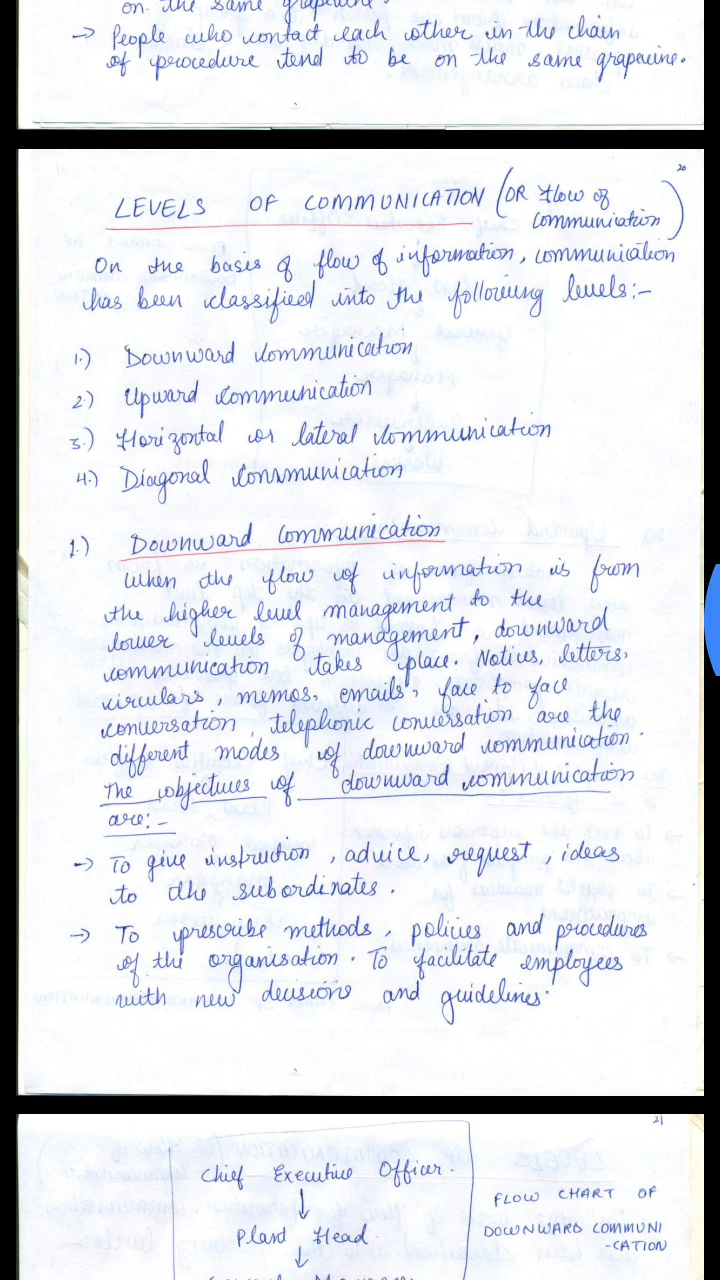 on the same grapevine.
→ People who contact each other in the chain
of procedure tend to be on the same grapevine.
20
LEVELS OF COMMUNICATION (OR Flow of
communication)
On the basis of flow of information, communication
has been classified into the following levels:-
1.) Downward Communication
2.) Upward Communication
3.) Horizontal or lateral Communication
4.) Diagonal Communication
1.) Downward Communication
When the flow of information is from
the higher level management to the
lower levels of management, downward
communication takes place. Notices, letters,
circulars, memos, emails, face to face
conversation, telephonic conversation are the
different modes of downward communication.
The objectives of downward communication
are:-
→ To give instruction, advice, request, ideas
to the subordinates.
→ To prescribe methods, policies and procedures
of the organisation. To facilitate employees
with new decisions and guidelines.
21
Chief Executive Officer.
↓
Plant Head
↓
FLOW CHART OF
DOWNWARD COMMUNI
-CATION